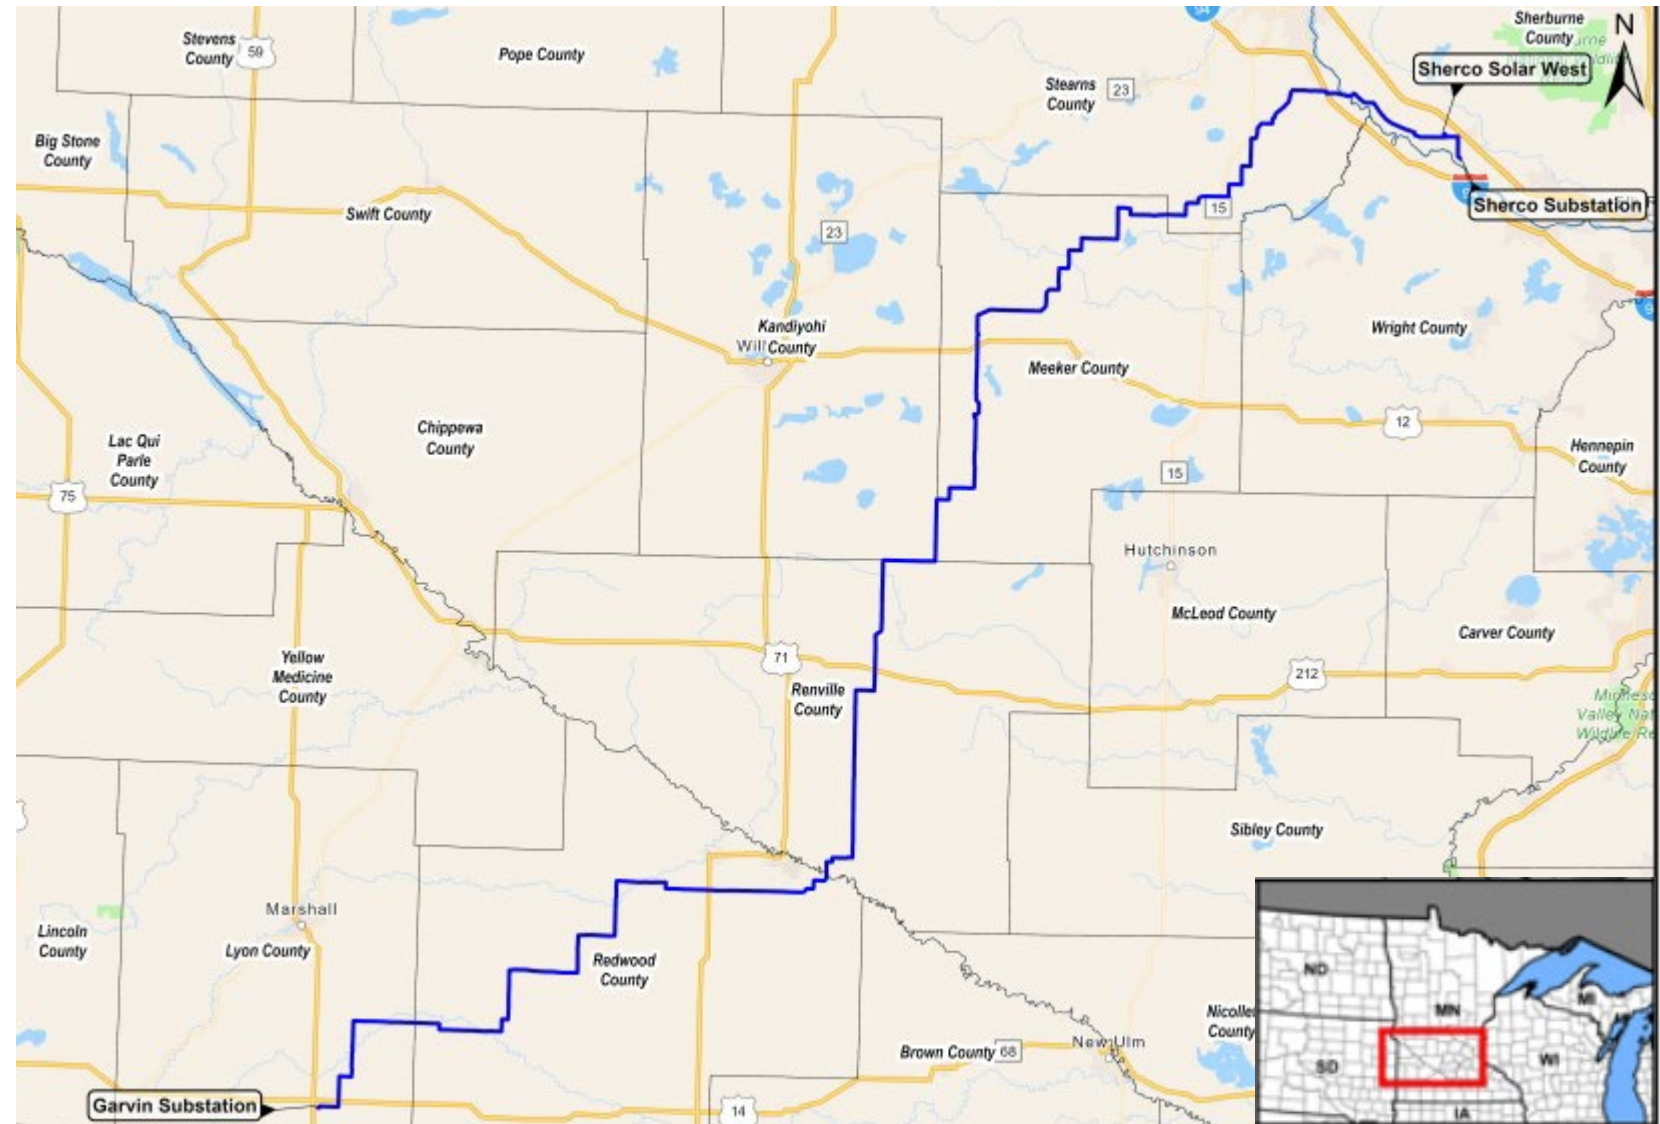 94
Sherburne
County
N
Stevens
County
59
Pope County
Sherco Solar West
Stearns
County
23
Big Stone
County
Swift County
15
Sherco Substation
23
Kandiyohi
County
Wright County
Meeker County
12
Chippewa
County
Lac Qui
Parle
County
Hennepin
County
75
15
Hutchinson
McLeod County
Carver County
Yellow
Medicine
County
71
212
Renville
County
Sibley County
Marshall
Lincoln
County
Lyon County
Redwood
County
Nicollet
County
Brown County
68
New Ulm
Garvin Substation
14
ND
MN
MI
SD
WI
IA